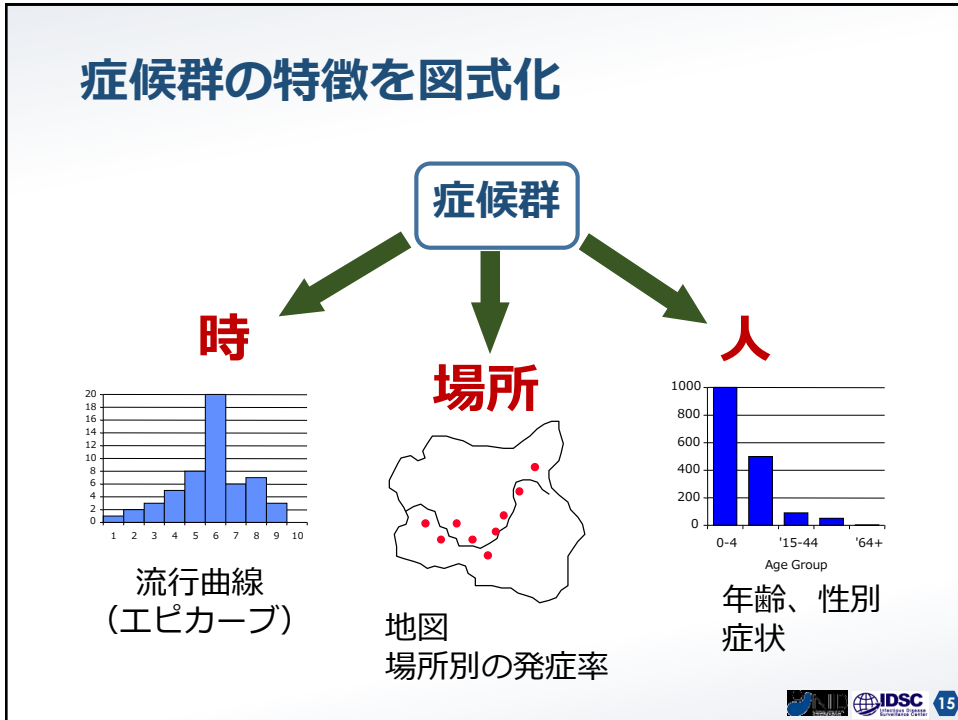 症候群の特徴を図式化
症候群
時
場所
人
20
18
16
14
12
10
8
6
4
2
0
1 2 3 4 5 6 7 8 9 10
流行曲線
（エピカーブ）
地図
場所別の発症率
1000
800
600
400
200
0
0-4 '15-44 '64+
Age Group
年齢、性別
症状
IDSC
Infectious Disease
Surveillance Center
15